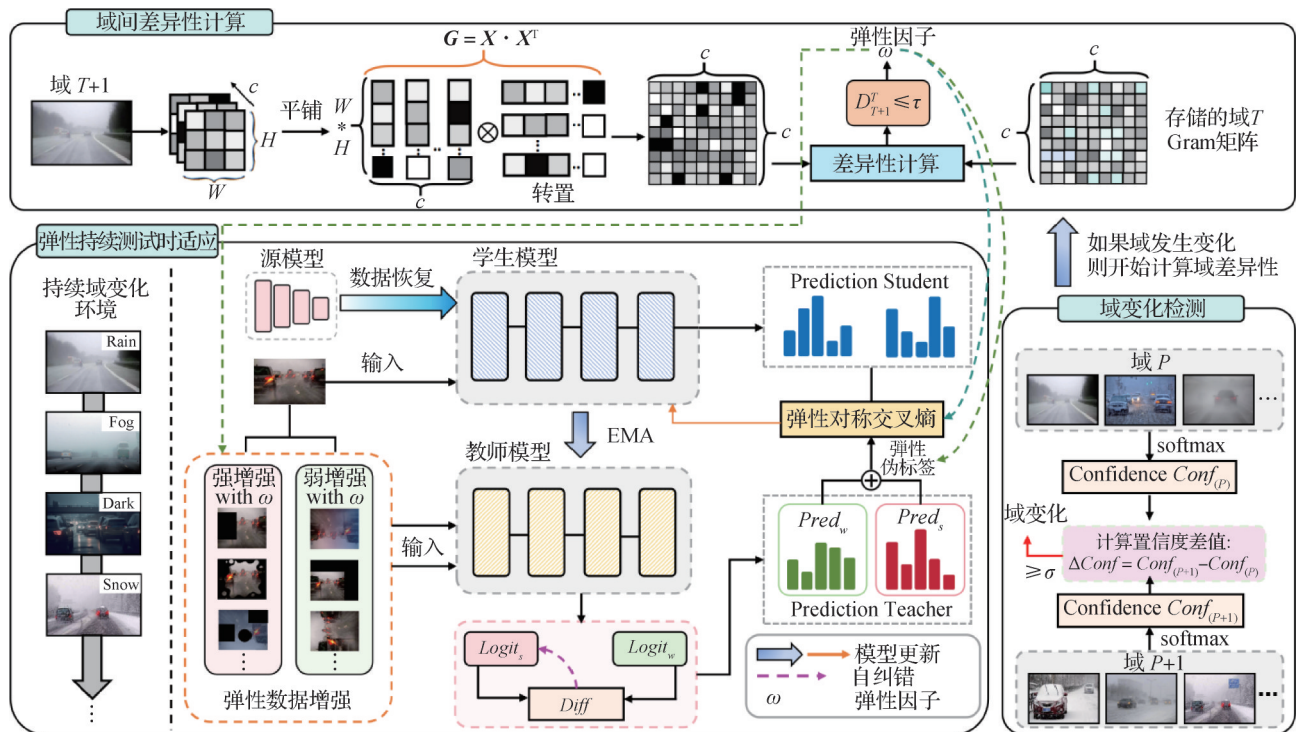 域间差异性计算
G = X · Xᵀ
弹性因子
ω
域 T+1
c
H
W
平铺
W
*
H
c
转置
c
c
D^T_{T+1} ≤ τ
差异性计算
c
c
存储的域T
Gram矩阵
弹性持续测试时适应
持续域变化
环境
Rain
Fog
Dark
Snow
⋮
源模型
数据恢复
学生模型
输入
EMA
教师模型
输入
强增强
with ω
⋮
弱增强
with ω
⋮
弹性数据增强
Logit_s
Logit_w
Diff
Prediction Student
弹性对称交叉熵
弹性
伪标签
Pred_w
Pred_s
Prediction Teacher
模型更新
自纠错
ω
弹性因子
如果域发生变化
则开始计算域差异性
域变化检测
域 P
···
softmax
Confidence Conf_(P)
域变化
≥σ
计算置信度差值:
ΔConf = Conf_(P+1)−Conf_(P)
Confidence Conf_(P+1)
softmax
域 P+1
···